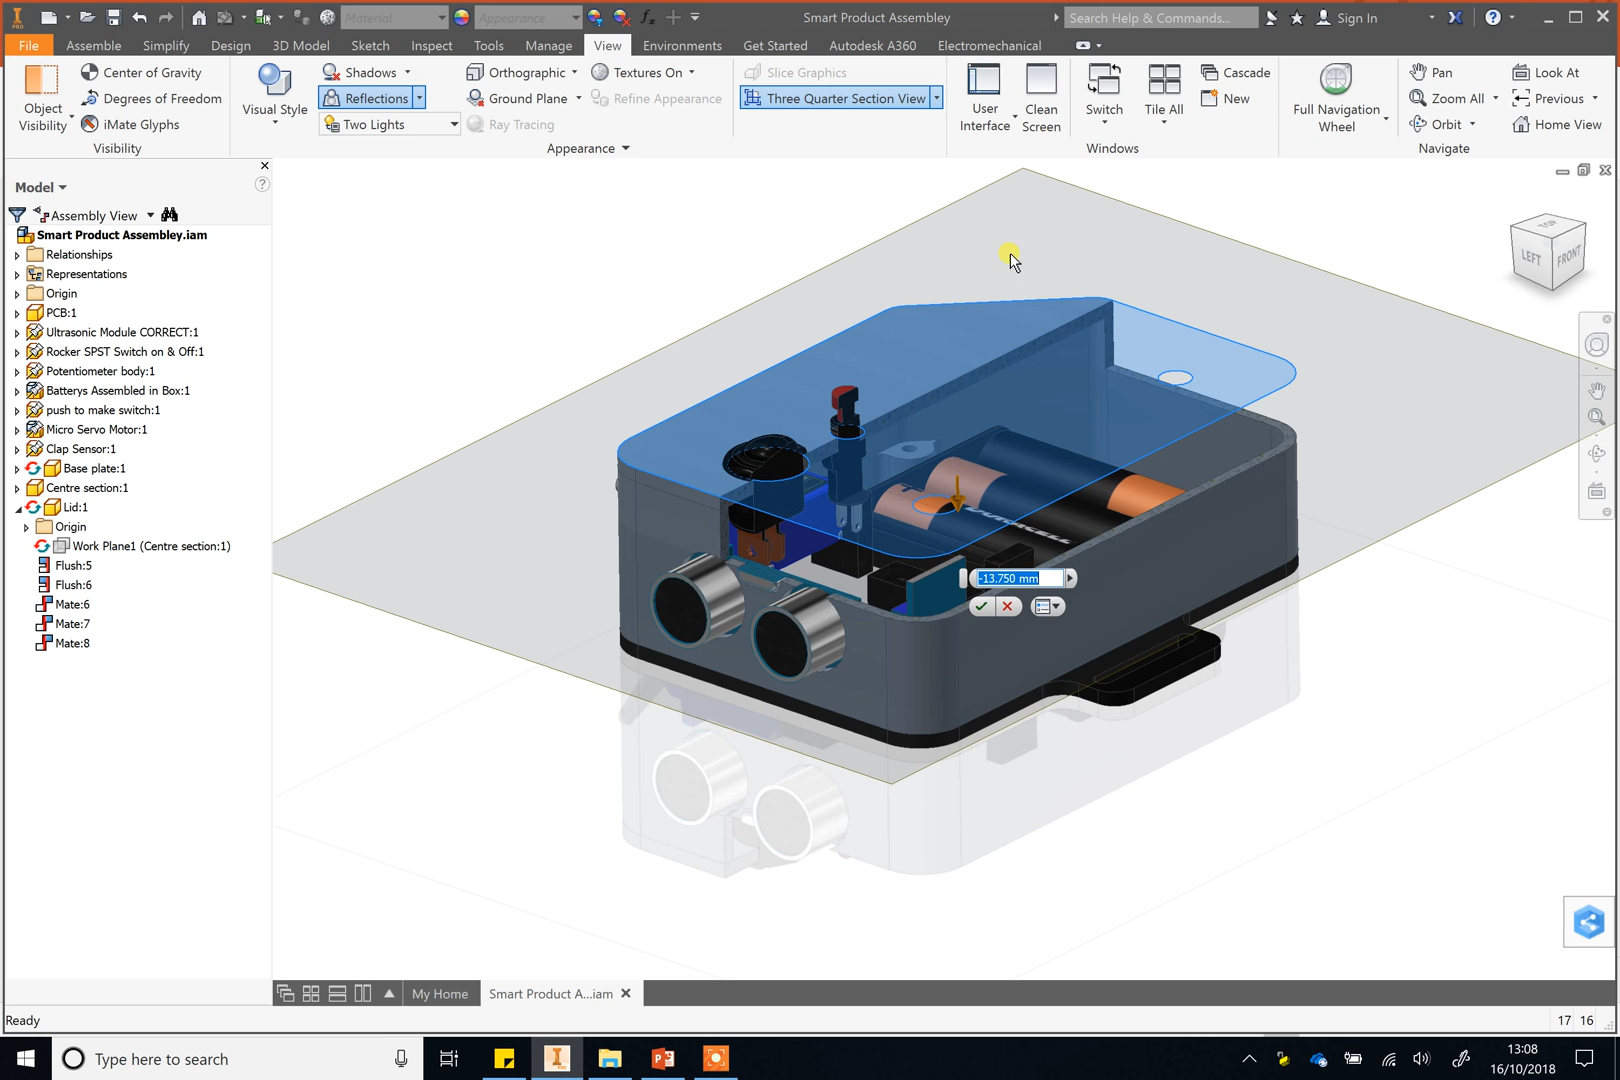 Material
Appearance
Smart Product Assembley
Search Help & Commands...
Sign In
File
Assemble
Simplify
Design
3D Model
Sketch
Inspect
Tools
Manage
View
Environments
Get Started
Autodesk A360
Electromechanical
Object
Visibility
Center of Gravity
Degrees of Freedom
iMate Glyphs
Visibility
Visual Style
Shadows
Reflections
Two Lights
Orthographic
Ground Plane
Ray Tracing
Textures On
Refine Appearance
Appearance
Slice Graphics
Three Quarter Section View
User
Interface
Clean
Screen
Switch
Tile All
Cascade
New
Windows
Full Navigation
Wheel
Pan
Zoom All
Orbit
Look At
Previous
Home View
Navigate
Model
Assembly View
Smart Product Assembley.iam
Relationships
Representations
Origin
PCB:1
Ultrasonic Module CORRECT:1
Rocker SPST Switch on & Off:1
Potentiometer body:1
Batterys Assembled in Box:1
push to make switch:1
Micro Servo Motor:1
Clap Sensor:1
Base plate:1
Centre section:1
Lid:1
Origin
Work Plane1 (Centre section:1)
Flush:5
Flush:6
Mate:6
Mate:7
Mate:8
TOP
LEFT
FRONT
DURACELL
-13.750 mm
My Home
Smart Product A...iam
Ready
17 16
Type here to search
13:08
16/10/2018